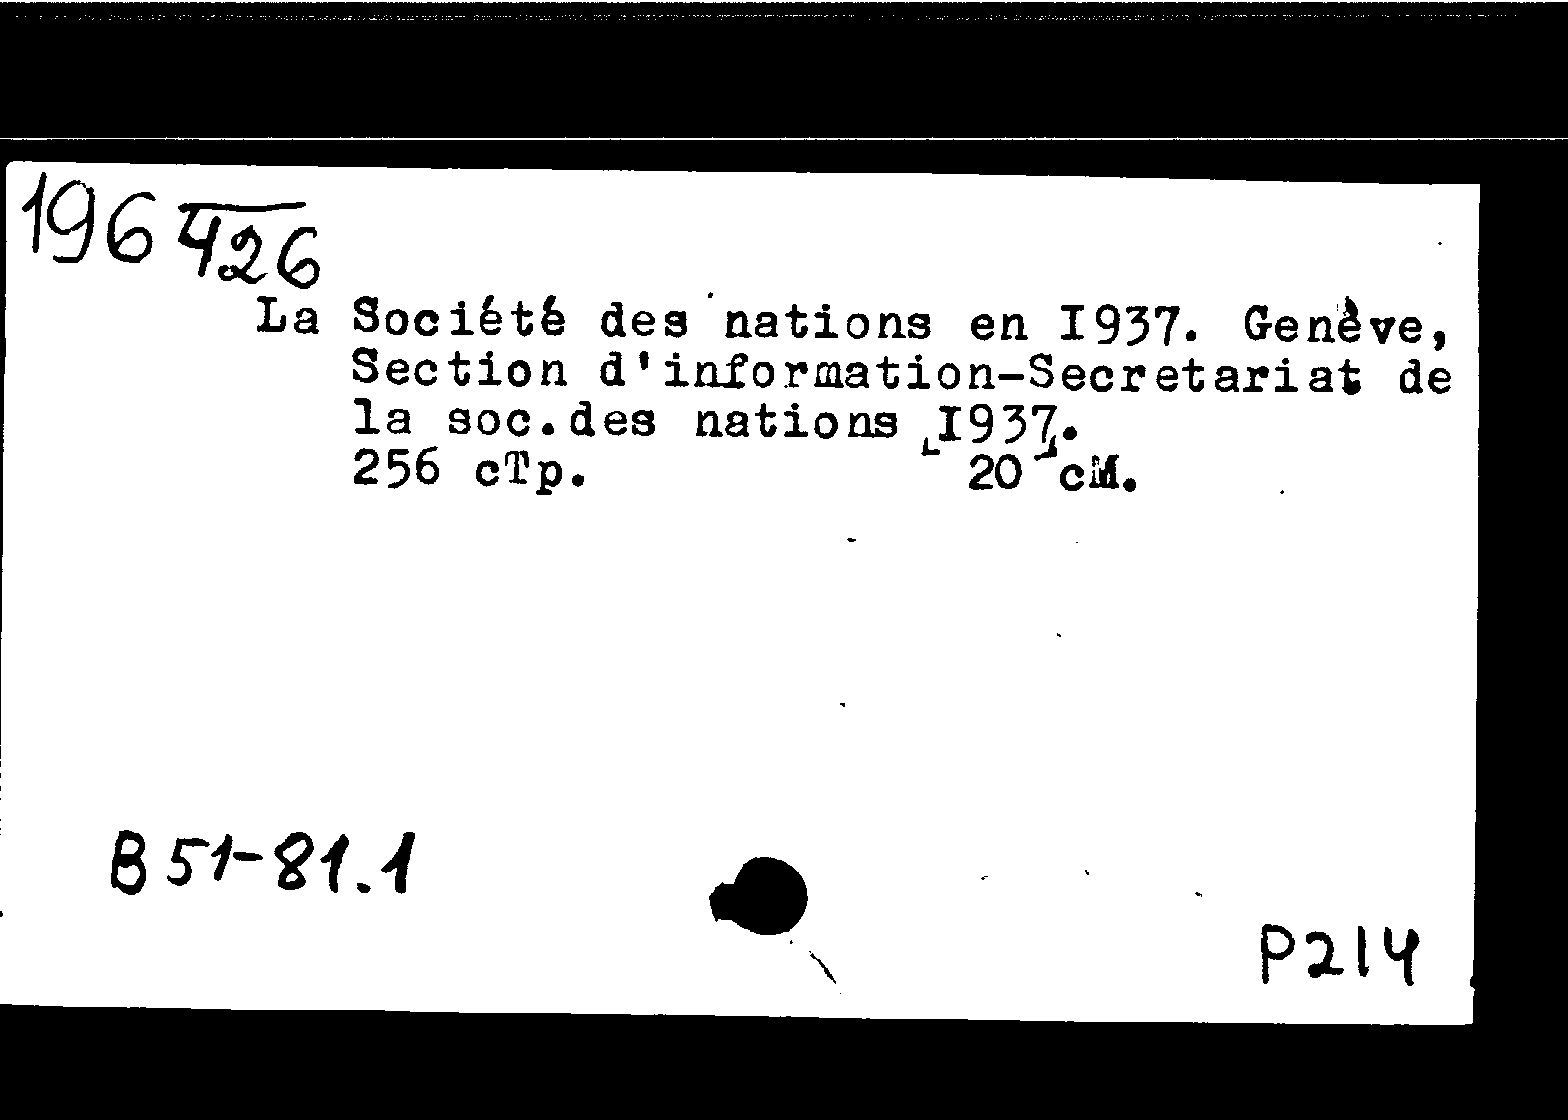 196 426
La Société des nations en I937. Genève,
Section d'information-Secretariat de
la soc.des nations [I937].
256 cTp. 20 cM.
B 51-81.1
P214